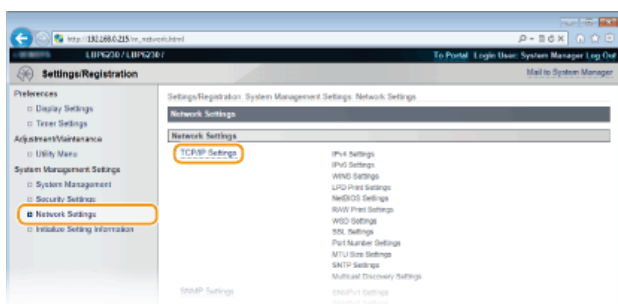 http://192.168.0.215/m_network.html
LBP6230 / LBP6230
To Portal Login User: System Manager Log Out
Settings/Registration
Mail to System Manager
Preferences
Display Settings
Timer Settings
Adjustment/Maintenance
Utility Menu
System Management Settings
System Management
Security Settings
Network Settings
Initialize Setting Information
Settings/Registration: System Management Settings: Network Settings
Network Settings
Network Settings
TCP/IP Settings
IPv4 Settings
IPv6 Settings
WINS Settings
LPD Print Settings
NetBIOS Settings
RAW Print Settings
WSD Settings
SSL Settings
Port Number Settings
MTU Size Settings
SNTP Settings
Multicast Discovery Settings
SNMP Settings
SNMPv1 Settings